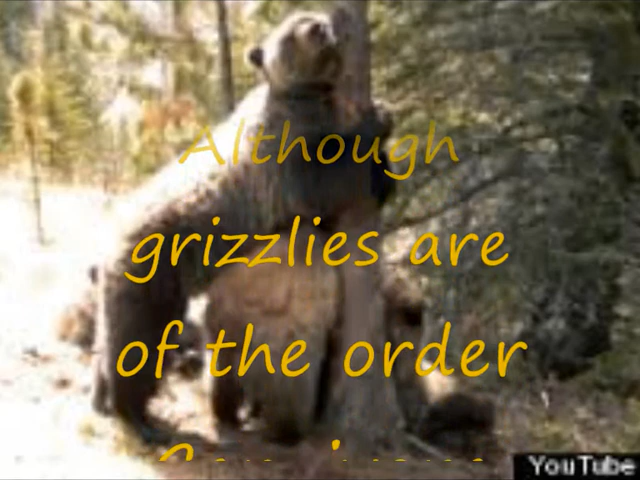 Although
grizzlies are
of the order
YouTube